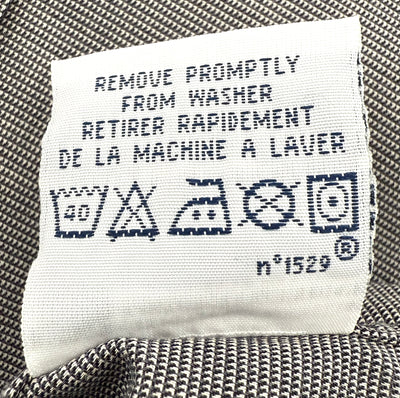 REMOVE PROMPTLY
FROM WASHER
RETIRER RAPIDEMENT
DE LA MACHINE A LAVER
40
n°1529 ®